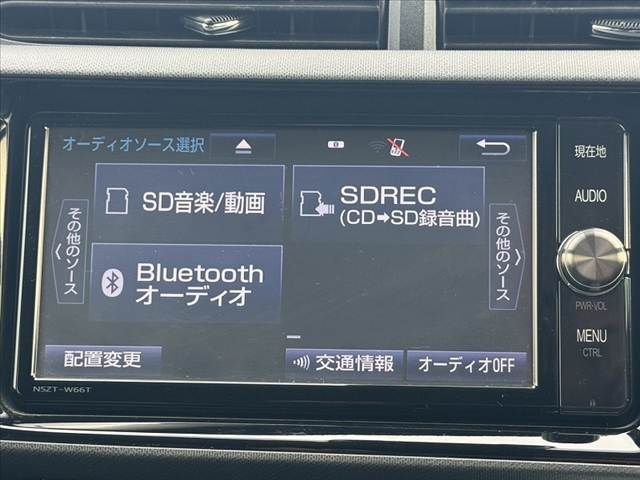 オーディオソース選択
SD音楽/動画
SDREC
(CD➡SD録音曲)
その他のソース
その他のソース
Bluetooth
オーディオ
配置変更
交通情報
オーディオOFF
NSZT-W66T
現在地
AUDIO
PWR•VOL
MENU
CTRL